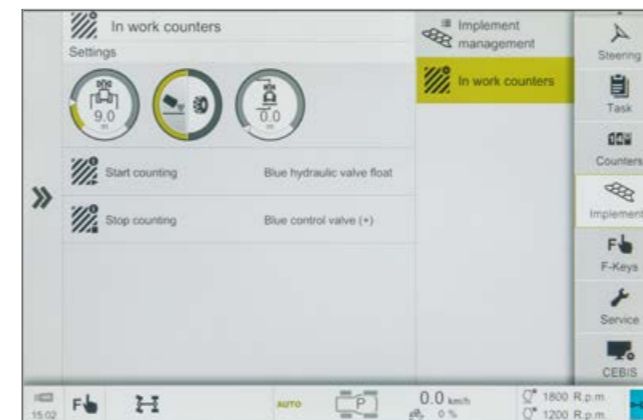 In work counters
Settings
9.0
m
0.0
m
Start counting Blue hydraulic valve float
Stop counting Blue control valve (+)
Implement
management
In work counters
Steering
Task
Counters
Implement
F-Keys
Service
CEBIS
15:02
F
AUTO
P
0.0 km/h
0 %
1800 R.p.m.
1200 R.p.m.